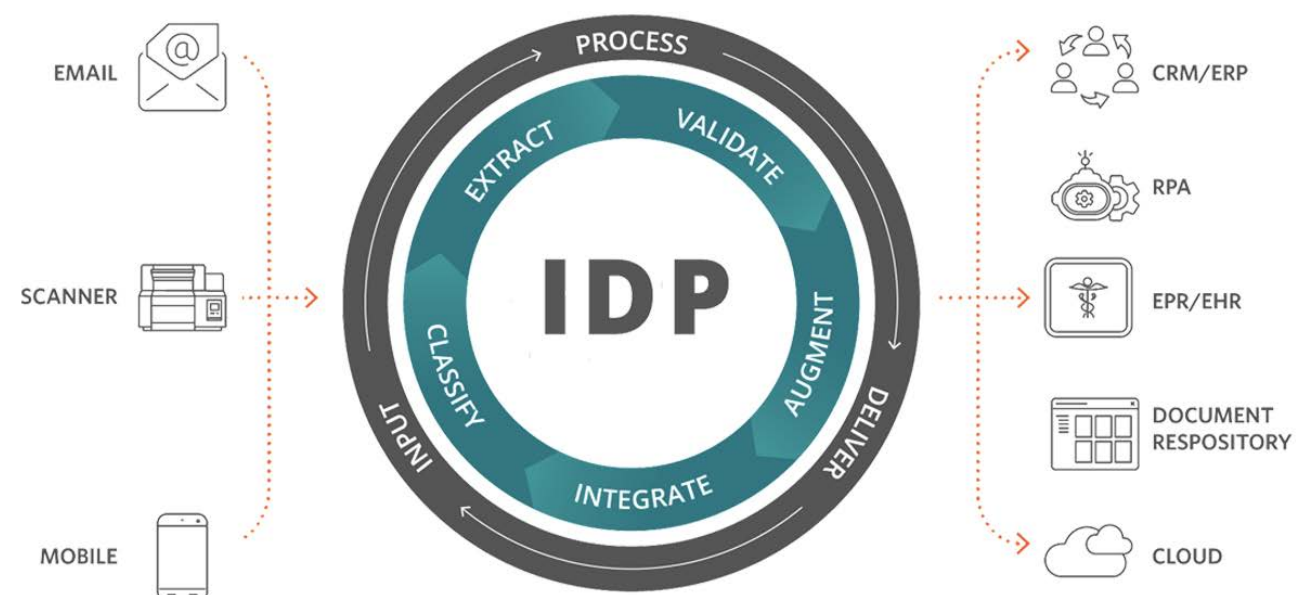 EMAIL
SCANNER
MOBILE
PROCESS
DELIVER
INPUT
EXTRACT
VALIDATE
AUGMENT
INTEGRATE
CLASSIFY
IDP
CRM/ERP
RPA
EPR/EHR
DOCUMENT
RESPOSITORY
CLOUD